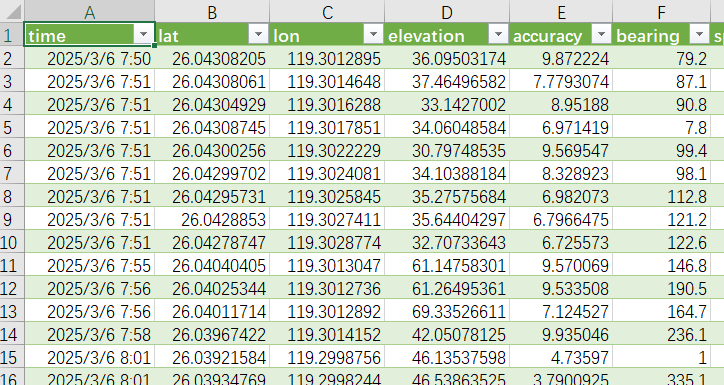 A B C D E F
1 time lat lon elevation accuracy bearing
2 2025/3/6 7:50 26.04308205 119.3012895 36.09503174 9.872224 79.2
3 2025/3/6 7:51 26.04308061 119.3014648 37.46496582 7.7793074 87.1
4 2025/3/6 7:51 26.04304929 119.3016288 33.1427002 8.95188 90.8
5 2025/3/6 7:51 26.04308745 119.3017851 34.06048584 6.971419 7.8
6 2025/3/6 7:51 26.04300256 119.3022229 30.79748535 9.569547 99.4
7 2025/3/6 7:51 26.04299702 119.3024081 34.10388184 8.328923 98.1
8 2025/3/6 7:51 26.04295731 119.3025845 35.27575684 6.982073 112.8
9 2025/3/6 7:51 26.0428853 119.3027411 35.64404297 6.7966475 121.2
10 2025/3/6 7:51 26.04278747 119.3028774 32.70733643 6.725573 122.6
11 2025/3/6 7:55 26.04040405 119.3013047 61.14758301 9.570069 146.8
12 2025/3/6 7:56 26.04025344 119.3012736 61.26495361 9.533508 190.5
13 2025/3/6 7:56 26.04011714 119.3012892 69.33526611 7.124527 164.7
14 2025/3/6 7:58 26.03967422 119.3014152 42.05078125 9.935046 236.1
15 2025/3/6 8:01 26.03921584 119.2998756 46.13537598 4.73597 1
16 2025/3/6 8:01 26.03934769 119.2998244 46.53863525 3.7900925 335.1